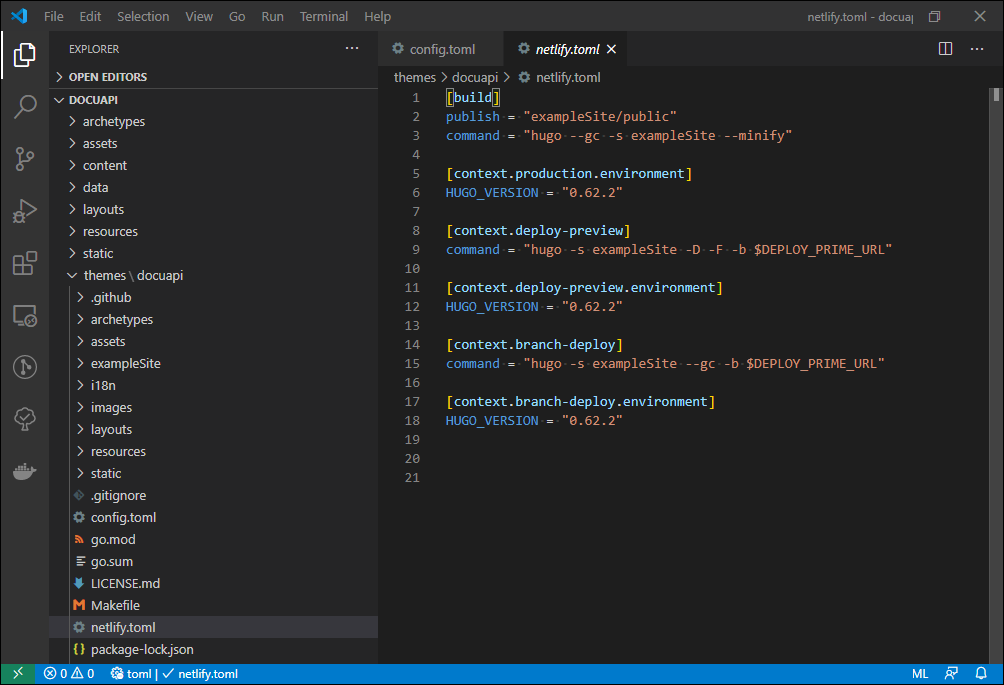 File Edit Selection View Go Run Terminal Help
netlify.toml - docuap
EXPLORER
OPEN EDITORS
DOCUAPI
archetypes
assets
content
data
layouts
resources
static
themes \ docuapi
.github
archetypes
assets
exampleSite
i18n
images
layouts
resources
static
.gitignore
config.toml
go.mod
go.sum
LICENSE.md
Makefile
netlify.toml
package-lock.json
config.toml
netlify.toml
themes > docuapi > netlify.toml
1 [build]
2 publish = "exampleSite/public"
3 command = "hugo --gc -s exampleSite --minify"
4
5 [context.production.environment]
6 HUGO_VERSION = "0.62.2"
7
8 [context.deploy-preview]
9 command = "hugo -s exampleSite -D -F -b $DEPLOY_PRIME_URL"
10
11 [context.deploy-preview.environment]
12 HUGO_VERSION = "0.62.2"
13
14 [context.branch-deploy]
15 command = "hugo -s exampleSite --gc -b $DEPLOY_PRIME_URL"
16
17 [context.branch-deploy.environment]
18 HUGO_VERSION = "0.62.2"
19
20
21
0 0 toml | ✓ netlify.toml
ML